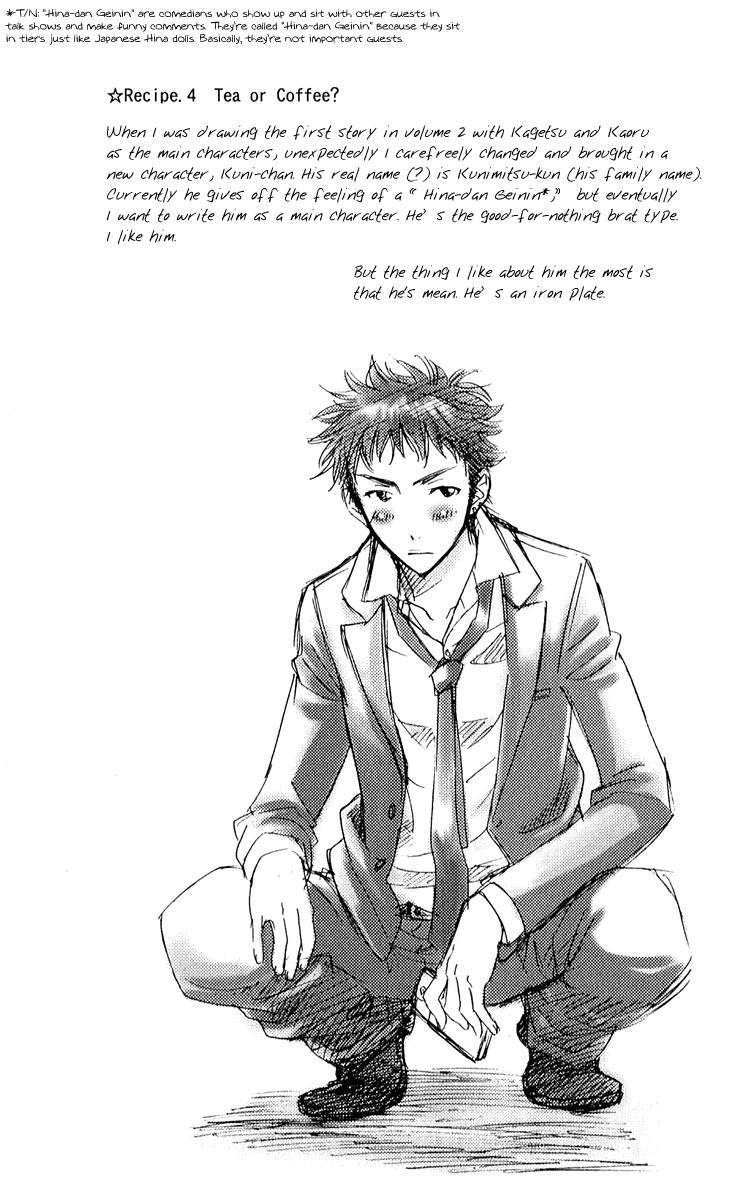 *T/N: "Hina-dan Geinin" are comedians who show up and sit with other guests in
talk shows and make funny comments. They're called "Hina-dan Geinin" because they sit
in tiers just like Japanese Hina dolls. Basically, they're not important guests.
☆Recipe.4 Tea or Coffee?
When I was drawing the first story in volume 2 with Kagetsu and Kaoru
as the main characters, unexpectedly I carefreely changed and brought in a
new character, Kuni-chan. His real name (?) is Kunimitsu-kun (his family name).
Currently he gives off the feeling of a "Hina-dan Geinin*," but eventually
I want to write him as a main character. He's the good-for-nothing brat type.
I like him.
But the thing I like about him the most is
that he's mean. He's an iron plate.